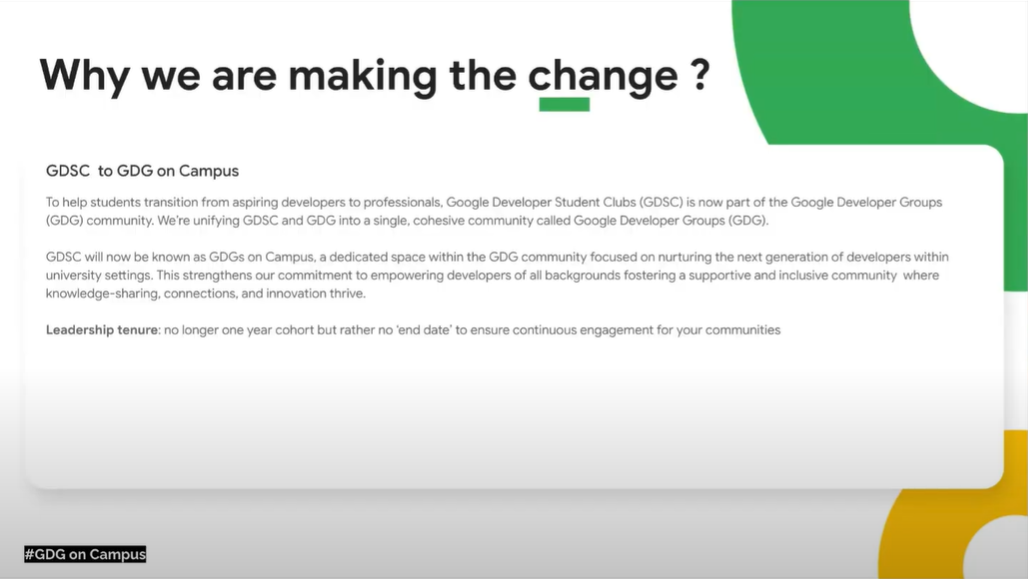 Why we are making the change ?
GDSC to GDG on Campus
To help students transition from aspiring developers to professionals, Google Developer Student Clubs (GDSC) is now part of the Google Developer Groups
(GDG) community. We're unifying GDSC and GDG into a single, cohesive community called Google Developer Groups (GDG).
GDSC will now be known as GDGs on Campus, a dedicated space within the GDG community focused on nurturing the next generation of developers within
university settings. This strengthens our commitment to empowering developers of all backgrounds fostering a supportive and inclusive community where
knowledge-sharing, connections, and innovation thrive.
Leadership tenure: no longer one year cohort but rather no 'end date' to ensure continuous engagement for your communities
#GDG on Campus